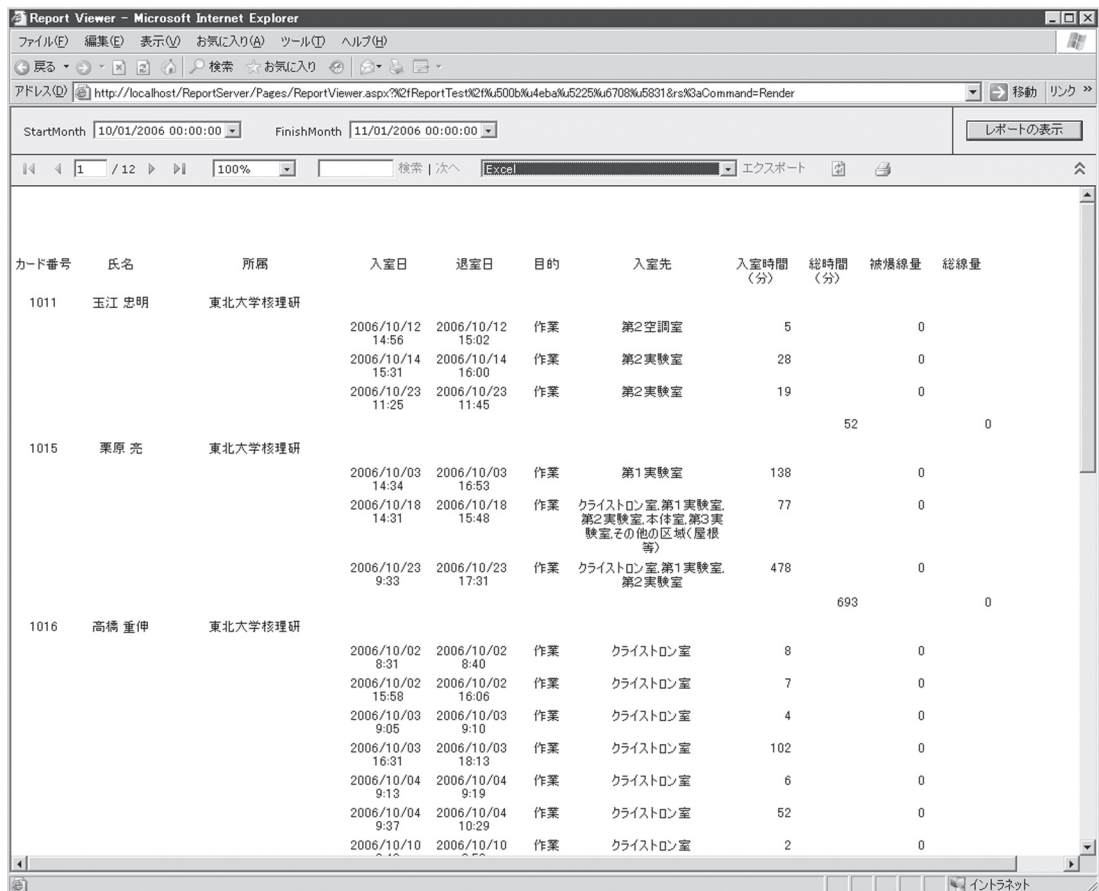 Report Viewer - Microsoft Internet Explorer
ファイル(F) 編集(E) 表示(V) お気に入り(A) ツール(T) ヘルプ(H)
戻る 検索 お気に入り
アドレス(D) http://localhost/ReportServer/Pages/ReportViewer.aspx?%2fReportTest%2f%u500b%u4eba%u5225%u6708%u5831&rs%3aCommand=Render 移動 リンク »
StartMonth 10/01/2006 00:00:00 FinishMonth 11/01/2006 00:00:00 レポートの表示
1 / 12 100% 検索 | 次へ Excel エクスポート
カード番号 氏名 所属 入室日 退室日 目的 入室先 入室時間 総時間 被爆線量 総線量
(分) (分)
1011 玉江 忠明 東北大学核理研
2006/10/12 2006/10/12 作業 第2空調室 5 0
14:56 15:02
2006/10/14 2006/10/14 作業 第2実験室 28 0
15:31 16:00
2006/10/23 2006/10/23 作業 第2実験室 19 0
11:25 11:45
52 0
1015 栗原 亮 東北大学核理研
2006/10/03 2006/10/03 作業 第1実験室 138 0
14:34 16:53
2006/10/18 2006/10/18 作業 クライストロン室,第1実験室, 77 0
14:31 15:48 第2実験室,本体室,第3実
験室,その他の区域(屋根
等)
2006/10/23 2006/10/23 作業 クライストロン室,第1実験室, 478 0
9:33 17:31 第2実験室
693 0
1016 高橋 重伸 東北大学核理研
2006/10/02 2006/10/02 作業 クライストロン室 8 0
8:31 8:40
2006/10/02 2006/10/02 作業 クライストロン室 7 0
15:58 16:06
2006/10/03 2006/10/03 作業 クライストロン室 4 0
9:05 9:10
2006/10/03 2006/10/03 作業 クライストロン室 102 0
16:31 18:13
2006/10/04 2006/10/04 作業 クライストロン室 6 0
9:13 9:19
2006/10/04 2006/10/04 作業 クライストロン室 52 0
9:37 10:29
2006/10/10 2006/10/10 作業 クライストロン室 2 0
イントラネット